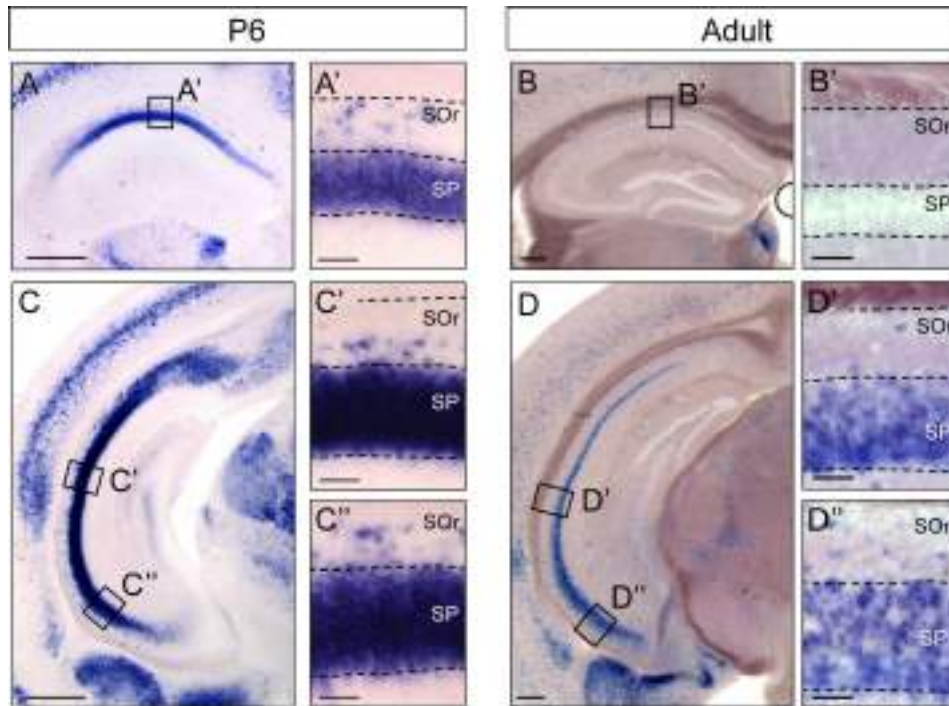 P6
Adult
A
A'
A'
SOr
SP
B
B'
B'
SOr
SP
C
C'
C"
C'
SOr
SP
C"
SOr
SP
D
D'
D"
D'
SOr
SP
D"
SOr
SP